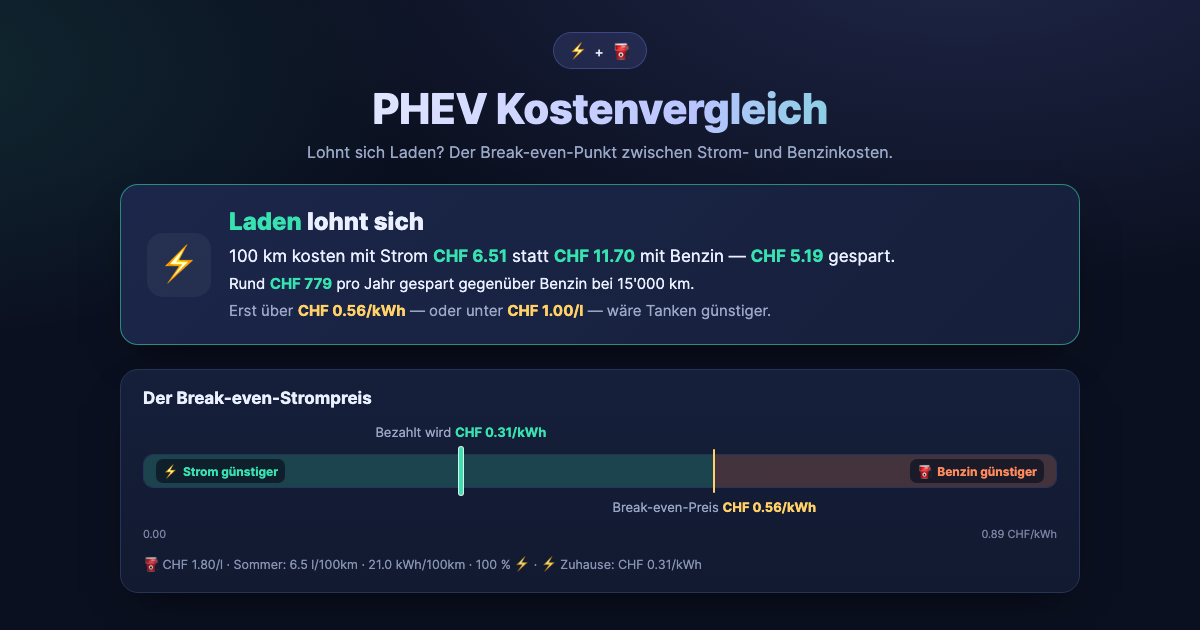 ⚡ + ⛽
PHEV Kostenvergleich
Lohnt sich Laden? Der Break-even-Punkt zwischen Strom- und Benzinkosten.
Laden lohnt sich
100 km kosten mit Strom CHF 6.51 statt CHF 11.70 mit Benzin — CHF 5.19 gespart.
Rund CHF 779 pro Jahr gespart gegenüber Benzin bei 15'000 km.
Erst über CHF 0.56/kWh — oder unter CHF 1.00/l — wäre Tanken günstiger.
Der Break-even-Strompreis
Bezahlt wird CHF 0.31/kWh
⚡ Strom günstiger
⛽ Benzin günstiger
Break-even-Preis CHF 0.56/kWh
0.00
0.89 CHF/kWh
⛽ CHF 1.80/l · Sommer: 6.5 l/100km · 21.0 kWh/100km · 100 % ⚡ · ⚡ Zuhause: CHF 0.31/kWh